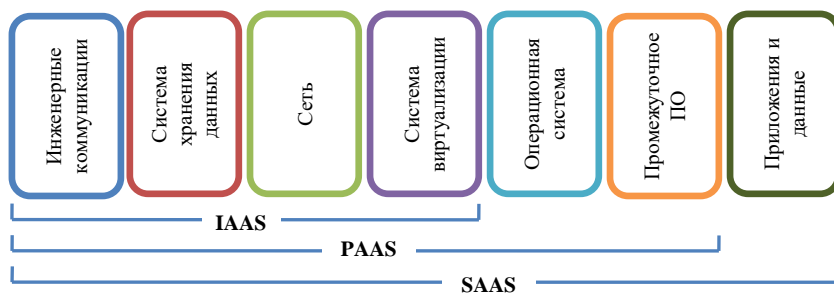 Инженерные
коммуникации
Система
хранения
данных
Сеть
Система
виртуализации
Операционная
система
Промежуточное
ПО
Приложения и
данные
IAAS
PAAS
SAAS